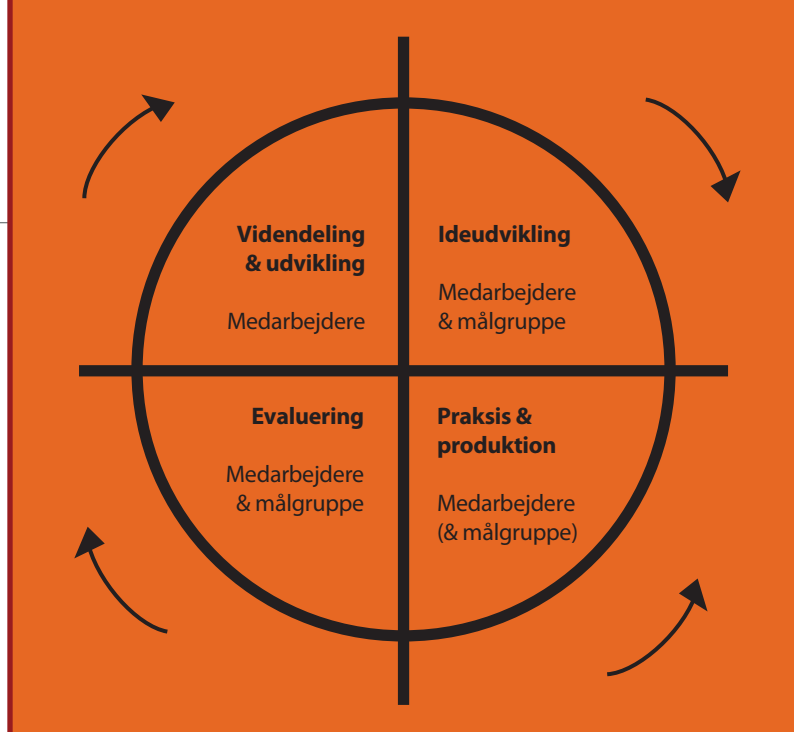 Videndeling
& udvikling
Medarbejdere
Ideudvikling
Medarbejdere
& målgruppe
Evaluering
Medarbejdere
& målgruppe
Praksis &
produktion
Medarbejdere
(& målgruppe)